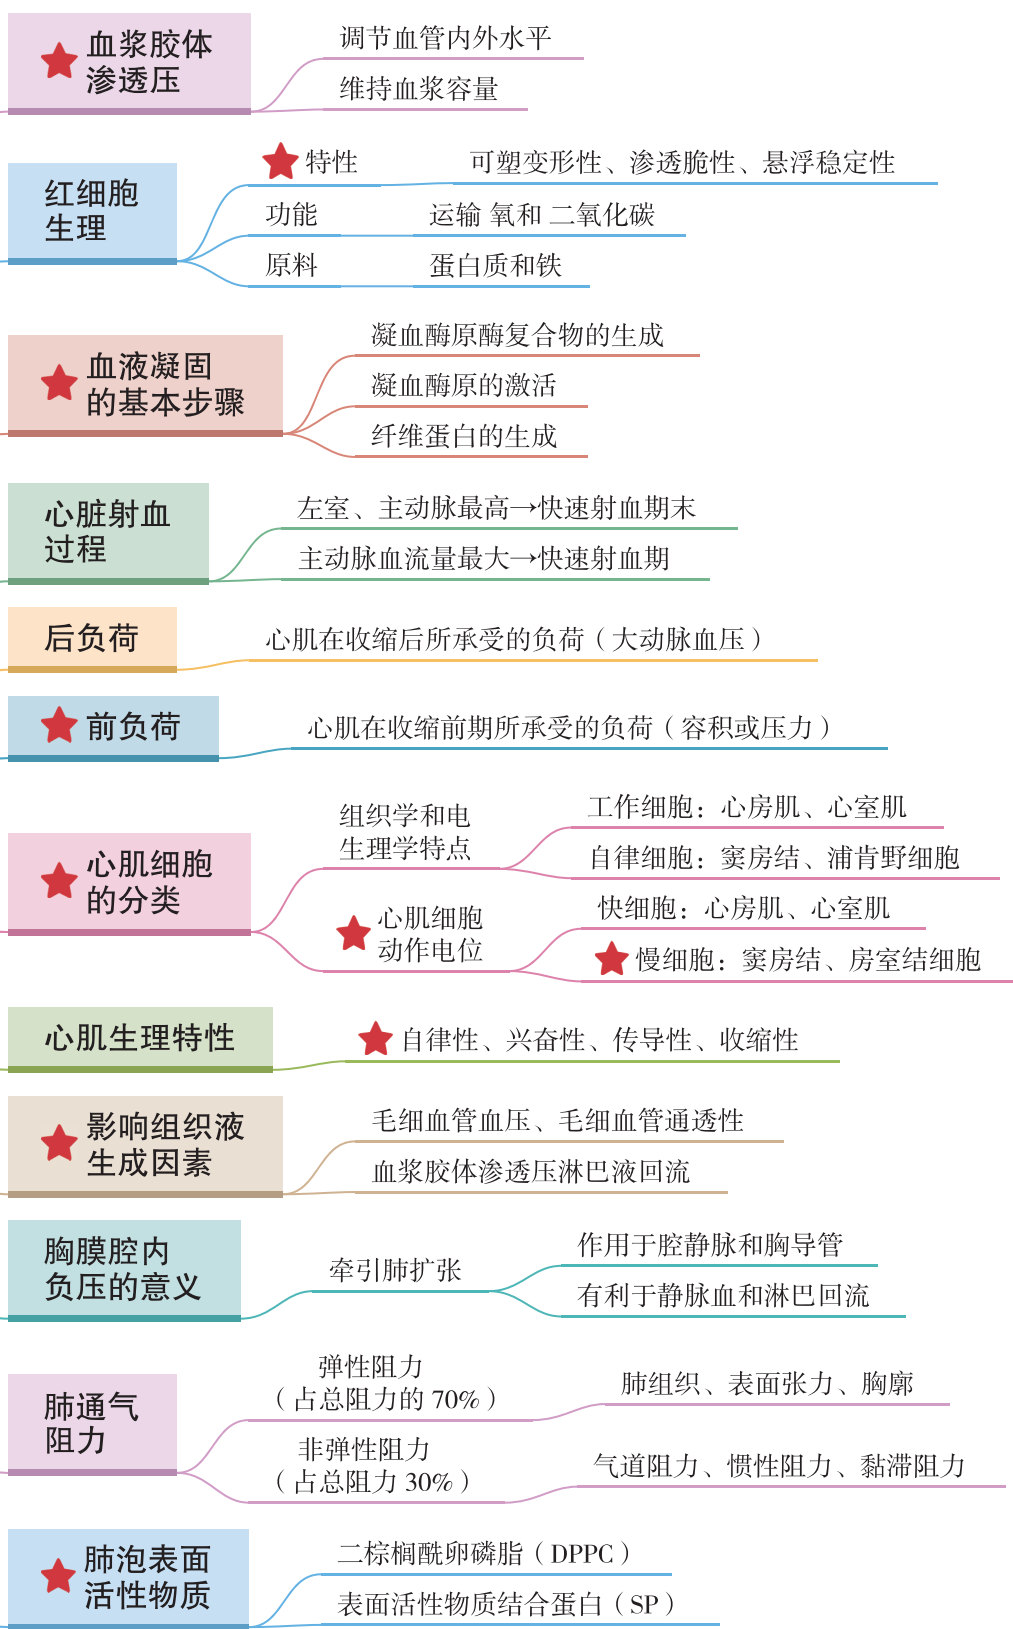 血浆胶体
渗透压
调节血管内外水平
维持血浆容量
红细胞
生理
特性
可塑变形性、渗透脆性、悬浮稳定性
功能
运输 氧和 二氧化碳
原料
蛋白质和铁
血液凝固
的基本步骤
凝血酶原酶复合物的生成
凝血酶原的激活
纤维蛋白的生成
心脏射血
过程
左室、主动脉最高→快速射血期末
主动脉血流量最大→快速射血期
后负荷
心肌在收缩后所承受的负荷（大动脉血压）
前负荷
心肌在收缩前期所承受的负荷（容积或压力）
心肌细胞
的分类
组织学和电
生理学特点
工作细胞：心房肌、心室肌
自律细胞：窦房结、浦肯野细胞
心肌细胞
动作电位
快细胞：心房肌、心室肌
慢细胞：窦房结、房室结细胞
心肌生理特性
自律性、兴奋性、传导性、收缩性
影响组织液
生成因素
毛细血管血压、毛细血管通透性
血浆胶体渗透压淋巴液回流
胸膜腔内
负压的意义
牵引肺扩张
作用于腔静脉和胸导管
有利于静脉血和淋巴回流
肺通气
阻力
弹性阻力
（占总阻力的 70%）
肺组织、表面张力、胸廓
非弹性阻力
（占总阻力 30%）
气道阻力、惯性阻力、黏滞阻力
肺泡表面
活性物质
二棕榈酰卵磷脂（DPPC）
表面活性物质结合蛋白（SP）